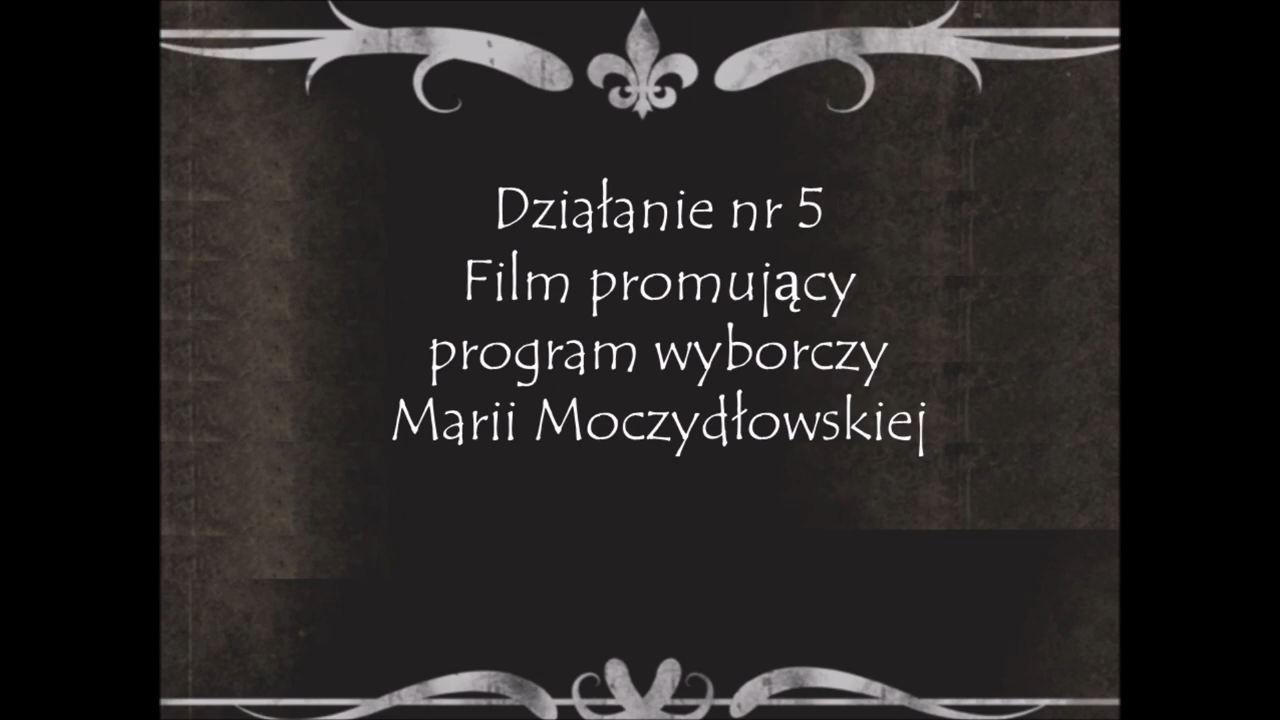 Działanie nr 5
Film promujący
program wyborczy
Marii Moczydłowskiej